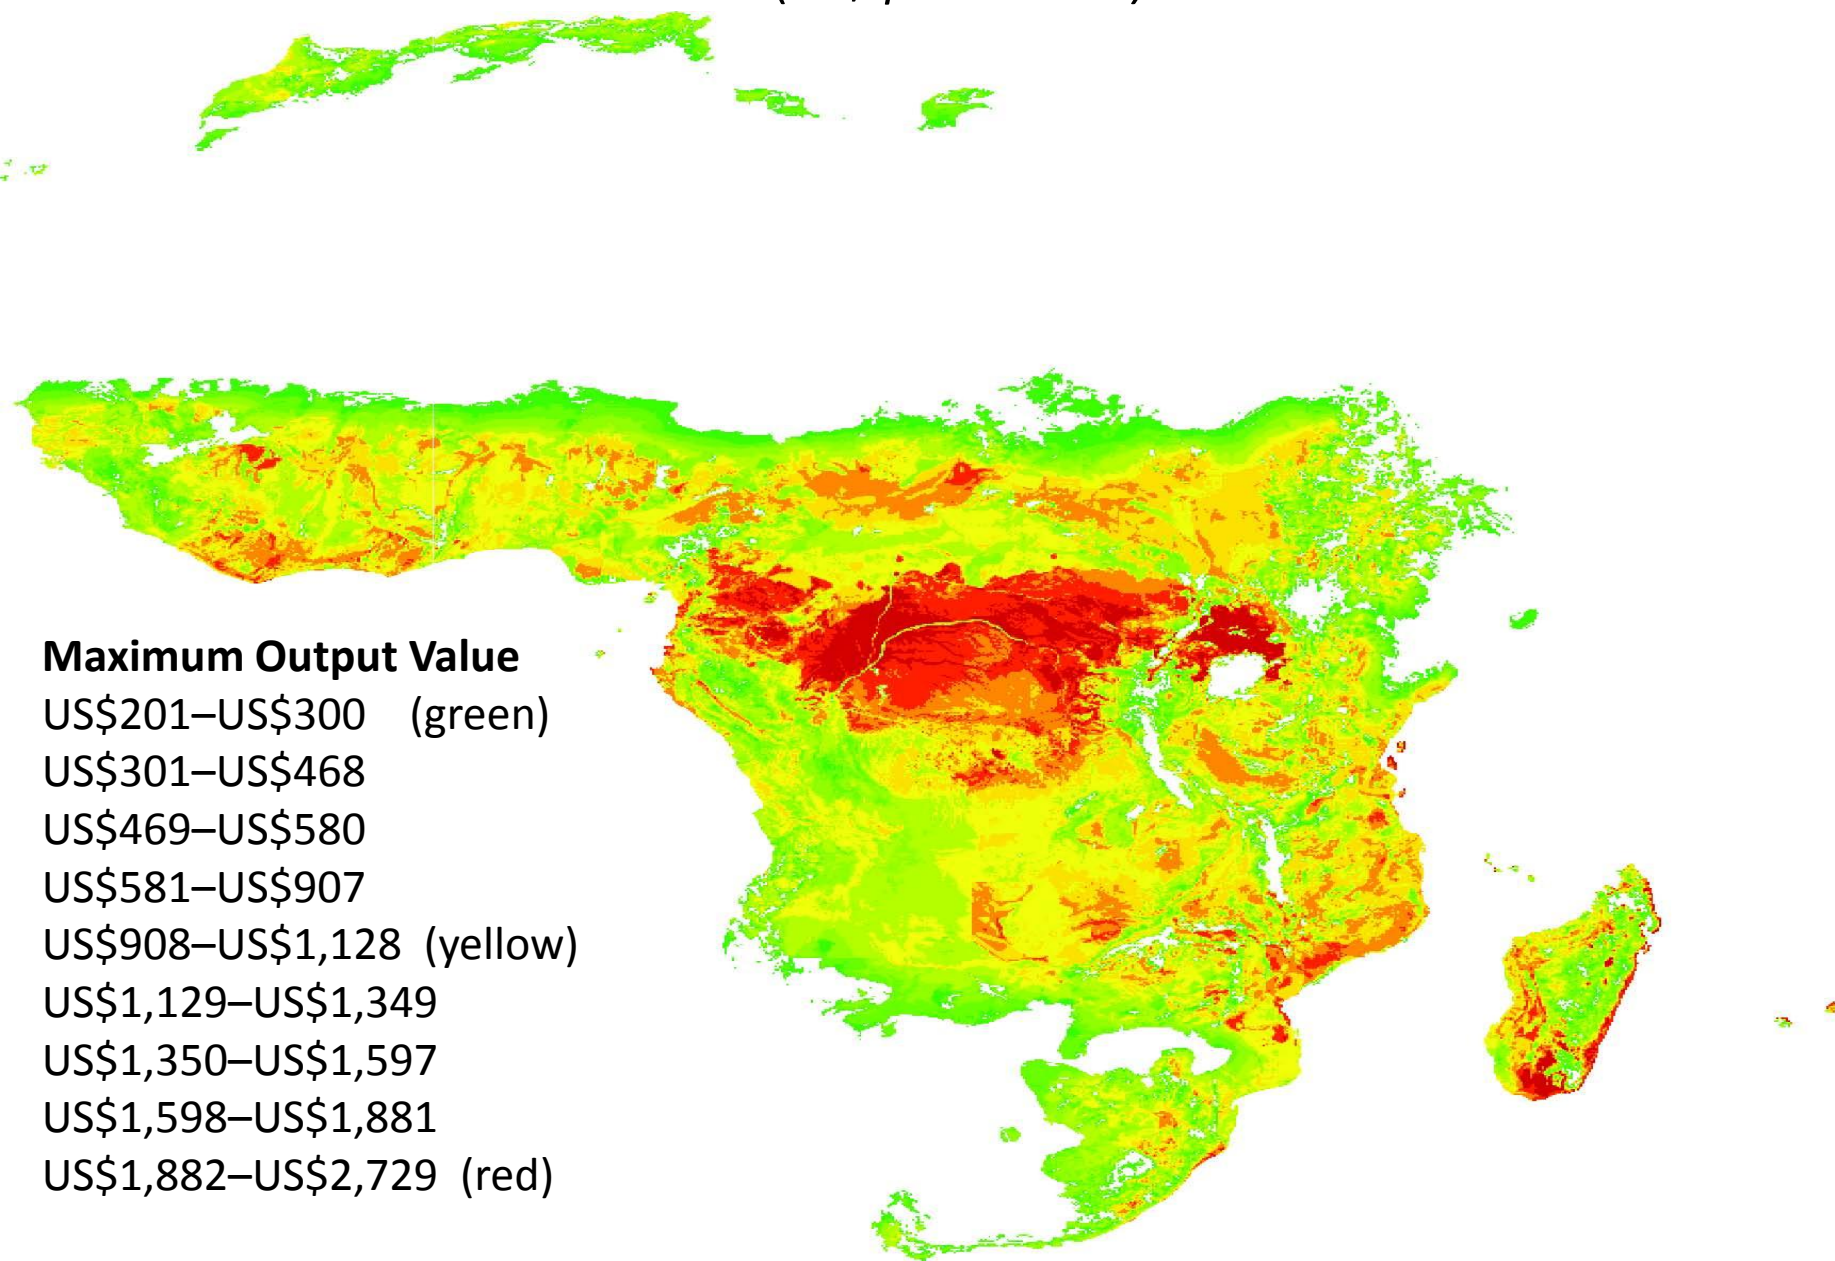 Maximum Output Value
US$201–US$300 (green)
US$301–US$468
US$469–US$580
US$581–US$907
US$908–US$1,128 (yellow)
US$1,129–US$1,349
US$1,350–US$1,597
US$1,598–US$1,881
US$1,882–US$2,729 (red)